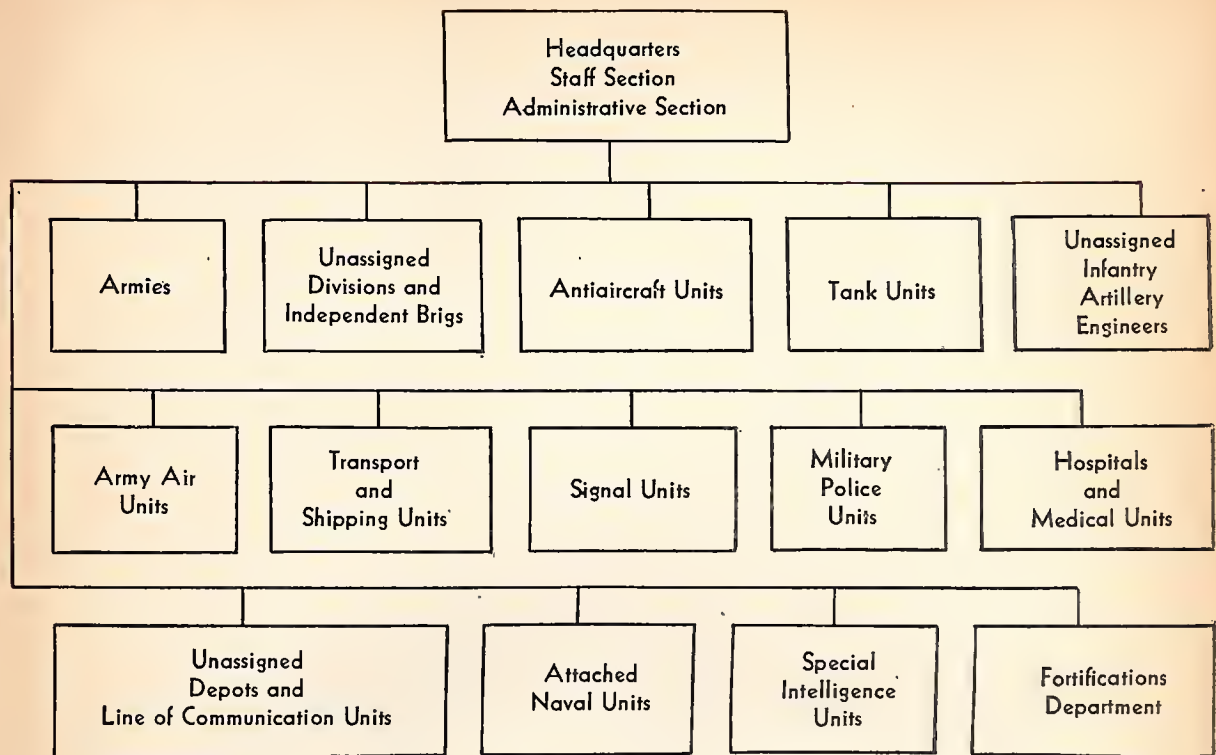 Headquarters
Staff Section
Administrative Section
Armies
Unassigned
Divisions and
Independent Brigs
Antiaircraft Units
Tank Units
Unassigned
Infantry
Artillery
Engineers
Army Air
Units
Transport
and
Shipping Units
Signal Units
Military
Police
Units
Hospitals
and
Medical Units
Unassigned
Depots and
Line of Communication Units
Attached
Naval Units
Special
Intelligence
Units
Fortifications
Department